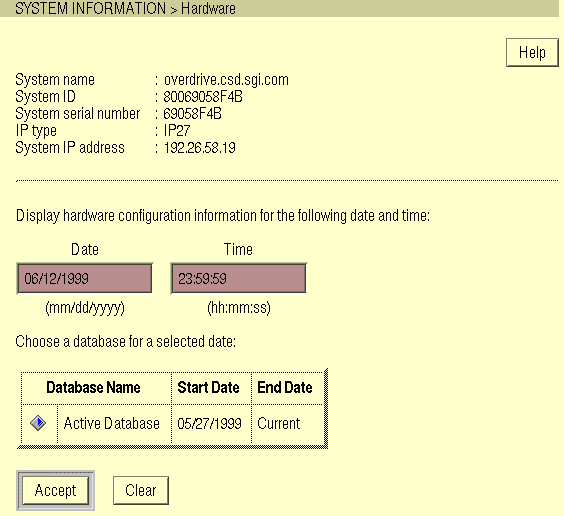 SYSTEM INFORMATION > Hardware
Help
System name : overdrive.csd.sgi.com
System ID : 80069058F4B
System serial number : 69058F4B
IP type : IP27
System IP address : 192.26.58.19
Display hardware configuration information for the following date and time:
Date Time
06/12/1999 23:59:59
(mm/dd/yyyy) (hh:mm:ss)
Choose a database for a selected date:
Database Name Start Date End Date
Active Database 05/27/1999 Current
Accept Clear